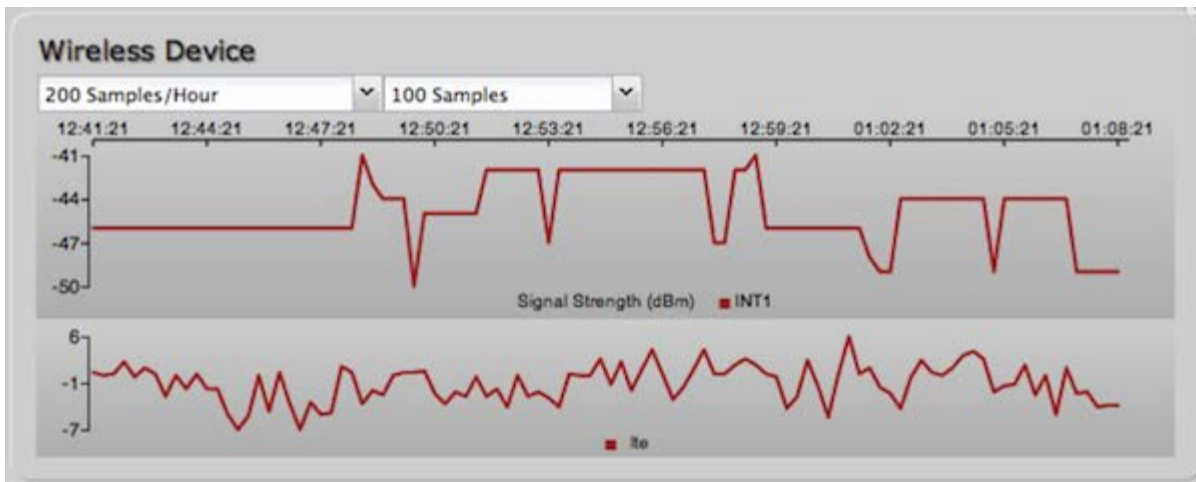 Wireless Device
200 Samples/Hour 100 Samples
12:41:21 12:44:21 12:47:21 12:50:21 12:53:21 12:56:21 12:59:21 01:02:21 01:05:21 01:08:21
-41
-44
-47
-50
Signal Strength (dBm) INT1
6
-1
-7
lte